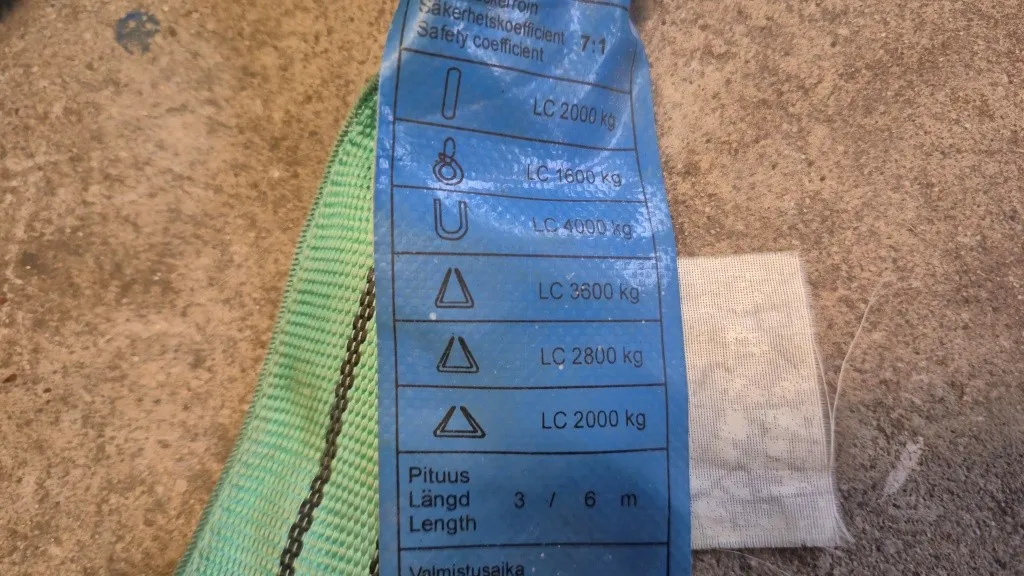 Säkerhetskoefficient 7:1
Safety coefficient
LC 2000 kg
LC 1600 kg
LC 4000 kg
LC 3600 kg
LC 2800 kg
LC 2000 kg
Pituus
Längd 3 / 6 m
Length
Valmistusaika